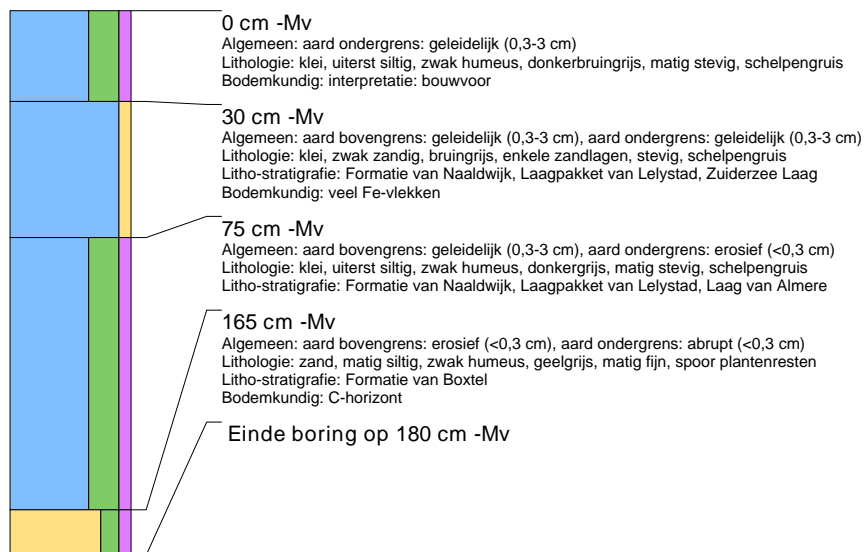 0 cm -Mv
Algemeen: aard ondergrens: geleidelijk (0,3-3 cm)
Lithologie: klei, uiterst siltig, zwak humeus, donkerbruingrijs, matig stevig, schelpengruis
Bodemkundig: interpretatie: bouwvoor
30 cm -Mv
Algemeen: aard bovengrens: geleidelijk (0,3-3 cm), aard ondergrens: geleidelijk (0,3-3 cm)
Lithologie: klei, zwak zandig, bruingrijs, enkele zandlagen, stevig, schelpengruis
Litho-stratigrafie: Formatie van Naaldwijk, Laagpakket van Lelystad, Zuiderzee Laag
Bodemkundig: veel Fe-vlekken
75 cm -Mv
Algemeen: aard bovengrens: geleidelijk (0,3-3 cm), aard ondergrens: erosief (<0,3 cm)
Lithologie: klei, uiterst siltig, zwak humeus, donkergrijs, matig stevig, schelpengruis
Litho-stratigrafie: Formatie van Naaldwijk, Laagpakket van Lelystad, Laag van Almere
165 cm -Mv
Algemeen: aard bovengrens: erosief (<0,3 cm), aard ondergrens: abrupt (<0,3 cm)
Lithologie: zand, matig siltig, zwak humeus, geelgrijs, matig fijn, spoor plantenresten
Litho-stratigrafie: Formatie van Boxtel
Bodemkundig: C-horizont
Einde boring op 180 cm -Mv